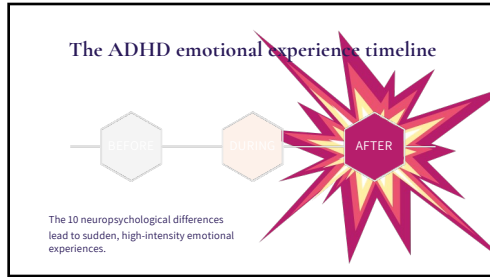 The ADHD emotional experience timeline
BEFORE
DURING
AFTER
The 10 neuropsychological differences
lead to sudden, high-intensity emotional
experiences.